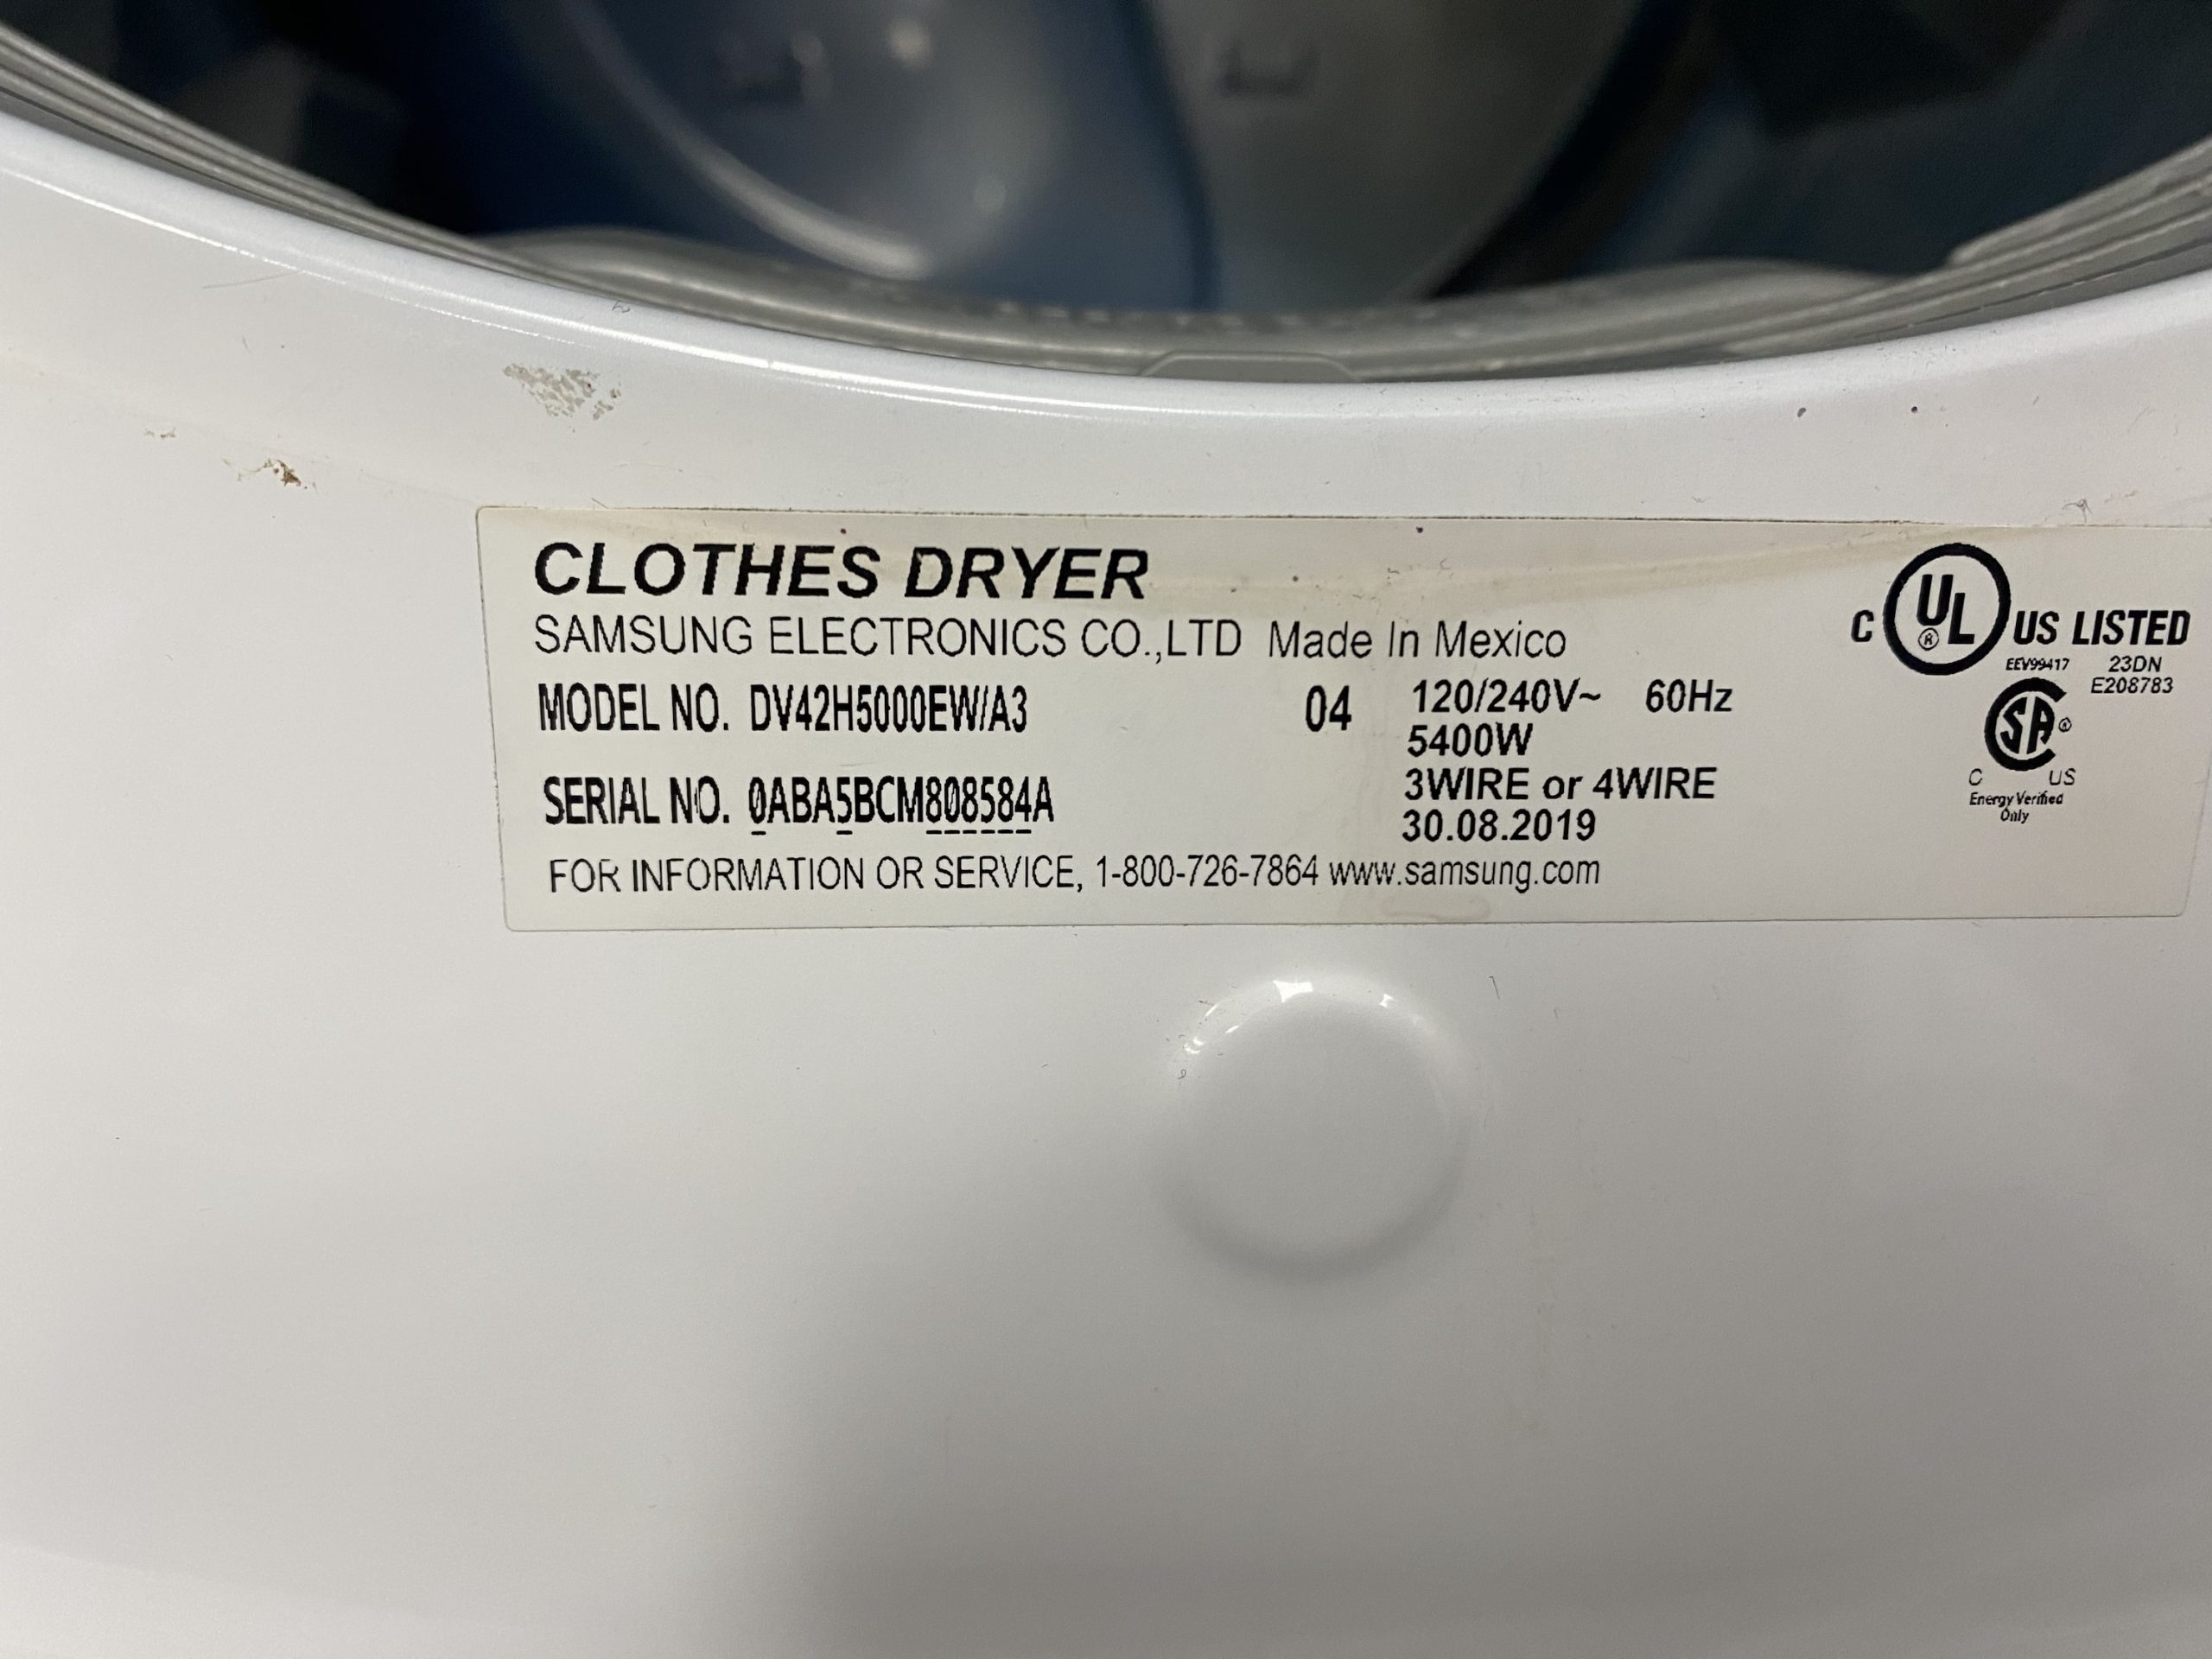 CLOTHES DRYER
SAMSUNG ELECTRONICS CO.,LTD Made In Mexico
MODEL NO. DV42H5000EW/A3 04
SERIAL NO. 0ABA5BCM808584A
120/240V~ 60Hz
5400W
3WIRE or 4WIRE
30.08.2019
FOR INFORMATION OR SERVICE, 1-800-726-7864 www.samsung.com
C UL® US LISTED
EEV99417 23DN
E208783
SA®
C US
Energy Verified
Only